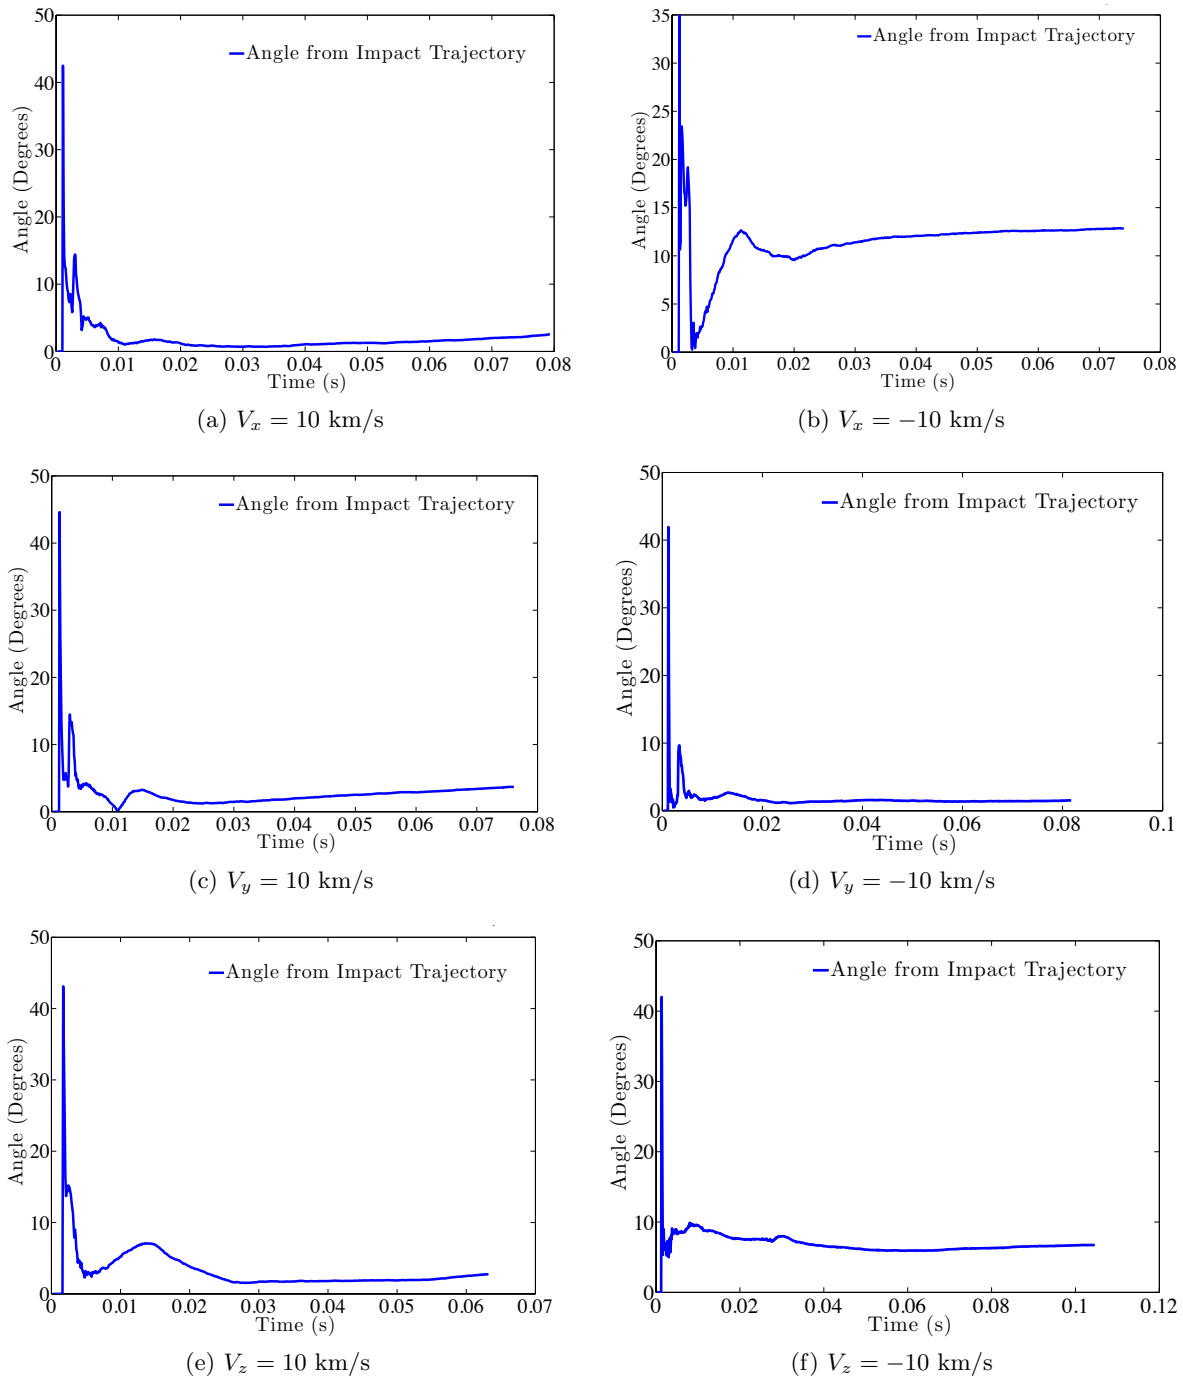 50
40
30
20
10
0
Angle (Degrees)
Angle from Impact Trajectory
0 0.01 0.02 0.03 0.04 0.05 0.06 0.07 0.08
Time (s)
(a) Vx = 10 km/s
35
30
25
20
15
10
5
0
Angle (Degrees)
Angle from Impact Trajectory
0 0.01 0.02 0.03 0.04 0.05 0.06 0.07 0.08
Time (s)
(b) Vx = −10 km/s
50
40
30
20
10
0
Angle (Degrees)
Angle from Impact Trajectory
0 0.01 0.02 0.03 0.04 0.05 0.06 0.07 0.08
Time (s)
(c) Vy = 10 km/s
50
40
30
20
10
0
Angle (Degrees)
Angle from Impact Trajectory
0 0.02 0.04 0.06 0.08 0.1
Time (s)
(d) Vy = −10 km/s
50
40
30
20
10
0
Angle (Degrees)
Angle from Impact Trajectory
0 0.01 0.02 0.03 0.04 0.05 0.06 0.07
Time (s)
(e) Vz = 10 km/s
50
40
30
20
10
0
Angle (Degrees)
Angle from Impact Trajectory
0 0.02 0.04 0.06 0.08 0.1 0.12
Time (s)
(f) Vz = −10 km/s